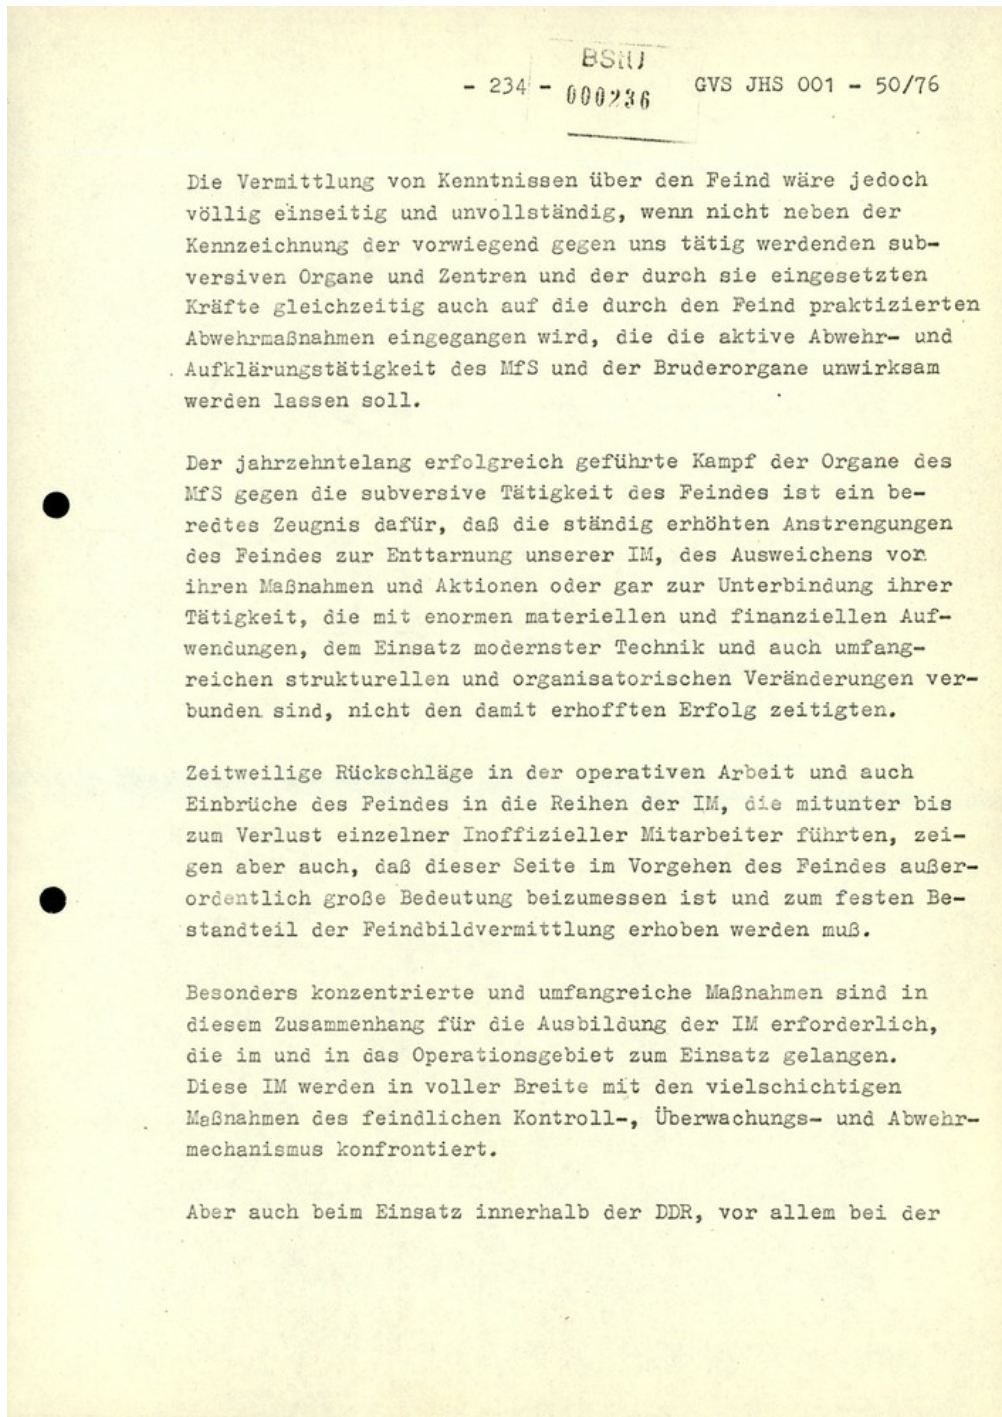 BStU
- 234 - 000236 GVS JHS 001 - 50/76
Die Vermittlung von Kenntnissen über den Feind wäre jedoch
völlig einseitig und unvollständig, wenn nicht neben der
Kennzeichnung der vorwiegend gegen uns tätig werdenden sub-
versiven Organe und Zentren und der durch sie eingesetzten
Kräfte gleichzeitig auch auf die durch den Feind praktizierten
Abwehrmaßnahmen eingegangen wird, die die aktive Abwehr- und
Aufklärungstätigkeit des MfS und der Bruderorgane unwirksam
werden lassen soll.
Der jahrzehntelang erfolgreich geführte Kampf der Organe des
MfS gegen die subversive Tätigkeit des Feindes ist ein be-
redtes Zeugnis dafür, daß die ständig erhöhten Anstrengungen
des Feindes zur Enttarnung unserer IM, des Ausweichens von
ihren Maßnahmen und Aktionen oder gar zur Unterbindung ihrer
Tätigkeit, die mit enormen materiellen und finanziellen Auf-
wendungen, dem Einsatz modernster Technik und auch umfang-
reichen strukturellen und organisatorischen Veränderungen ver-
bunden sind, nicht den damit erhofften Erfolg zeitigten.
Zeitweilige Rückschläge in der operativen Arbeit und auch
Einbrüche des Feindes in die Reihen der IM, die mitunter bis
zum Verlust einzelner Inoffizieller Mitarbeiter führten, zei-
gen aber auch, daß dieser Seite im Vorgehen des Feindes außer-
ordentlich große Bedeutung beizumessen ist und zum festen Be-
standteil der Feindbildvermittlung erhoben werden muß.
Besonders konzentrierte und umfangreiche Maßnahmen sind in
diesem Zusammenhang für die Ausbildung der IM erforderlich,
die im und in das Operationsgebiet zum Einsatz gelangen.
Diese IM werden in voller Breite mit den vielschichtigen
Maßnahmen des feindlichen Kontroll-, Überwachungs- und Abwehr-
mechanismus konfrontiert.
Aber auch beim Einsatz innerhalb der DDR, vor allem bei der